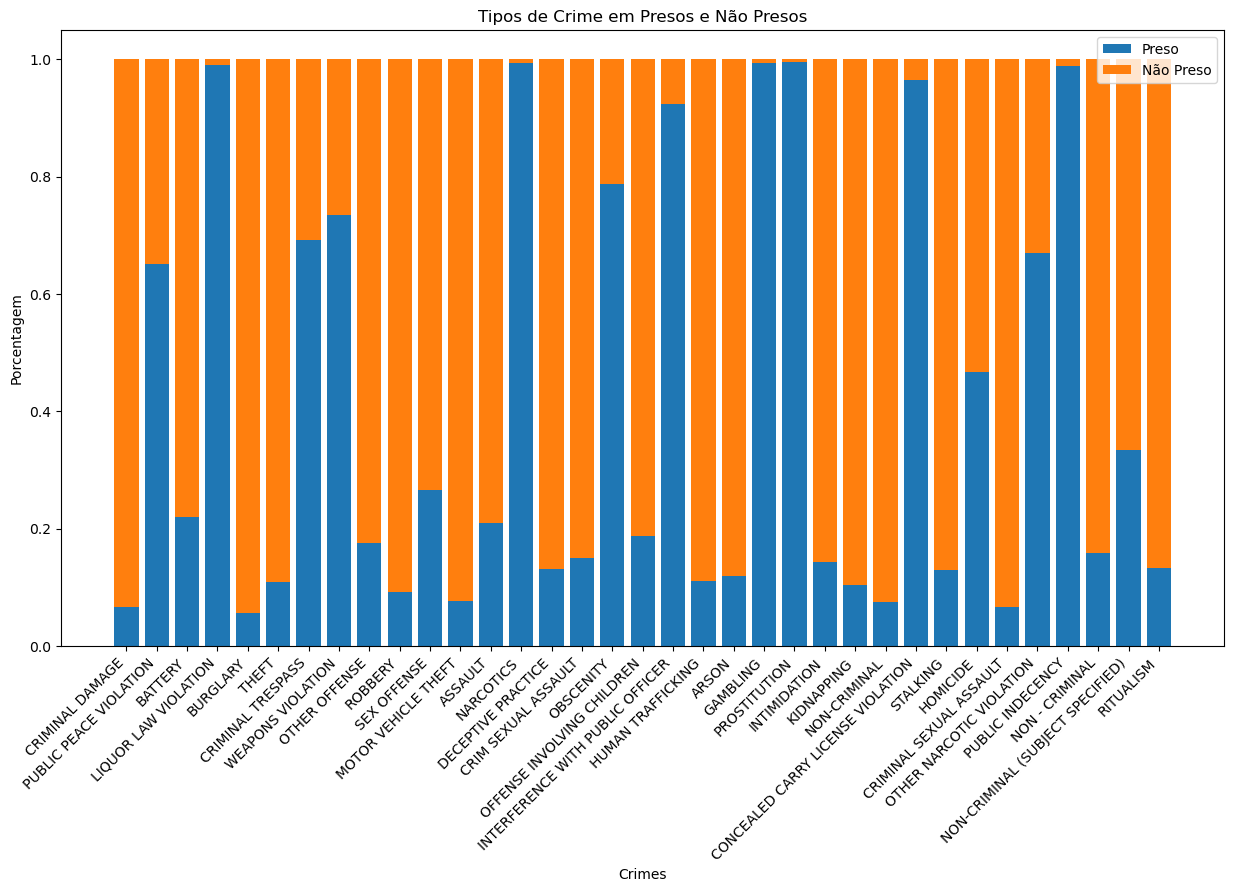 Tipos de Crime em Presos e Não Presos
Preso
Não Preso
Porcentagem
1.0
0.8
0.6
0.4
0.2
0.0
CRIMINAL DAMAGE
PUBLIC PEACE VIOLATION
BATTERY
LIQUOR LAW VIOLATION
BURGLARY
THEFT
CRIMINAL TRESPASS
WEAPONS VIOLATION
OTHER OFFENSE
ROBBERY
SEX OFFENSE
MOTOR VEHICLE THEFT
ASSAULT
NARCOTICS
DECEPTIVE PRACTICE
CRIM SEXUAL ASSAULT
OBSCENITY
OFFENSE INVOLVING CHILDREN
INTERFERENCE WITH PUBLIC OFFICER
HUMAN TRAFFICKING
ARSON
GAMBLING
PROSTITUTION
INTIMIDATION
KIDNAPPING
NON-CRIMINAL
CONCEALED CARRY LICENSE VIOLATION
STALKING
HOMICIDE
CRIMINAL SEXUAL ASSAULT
OTHER NARCOTIC VIOLATION
PUBLIC INDECENCY
NON - CRIMINAL
NON-CRIMINAL (SUBJECT SPECIFIED)
RITUALISM
Crimes